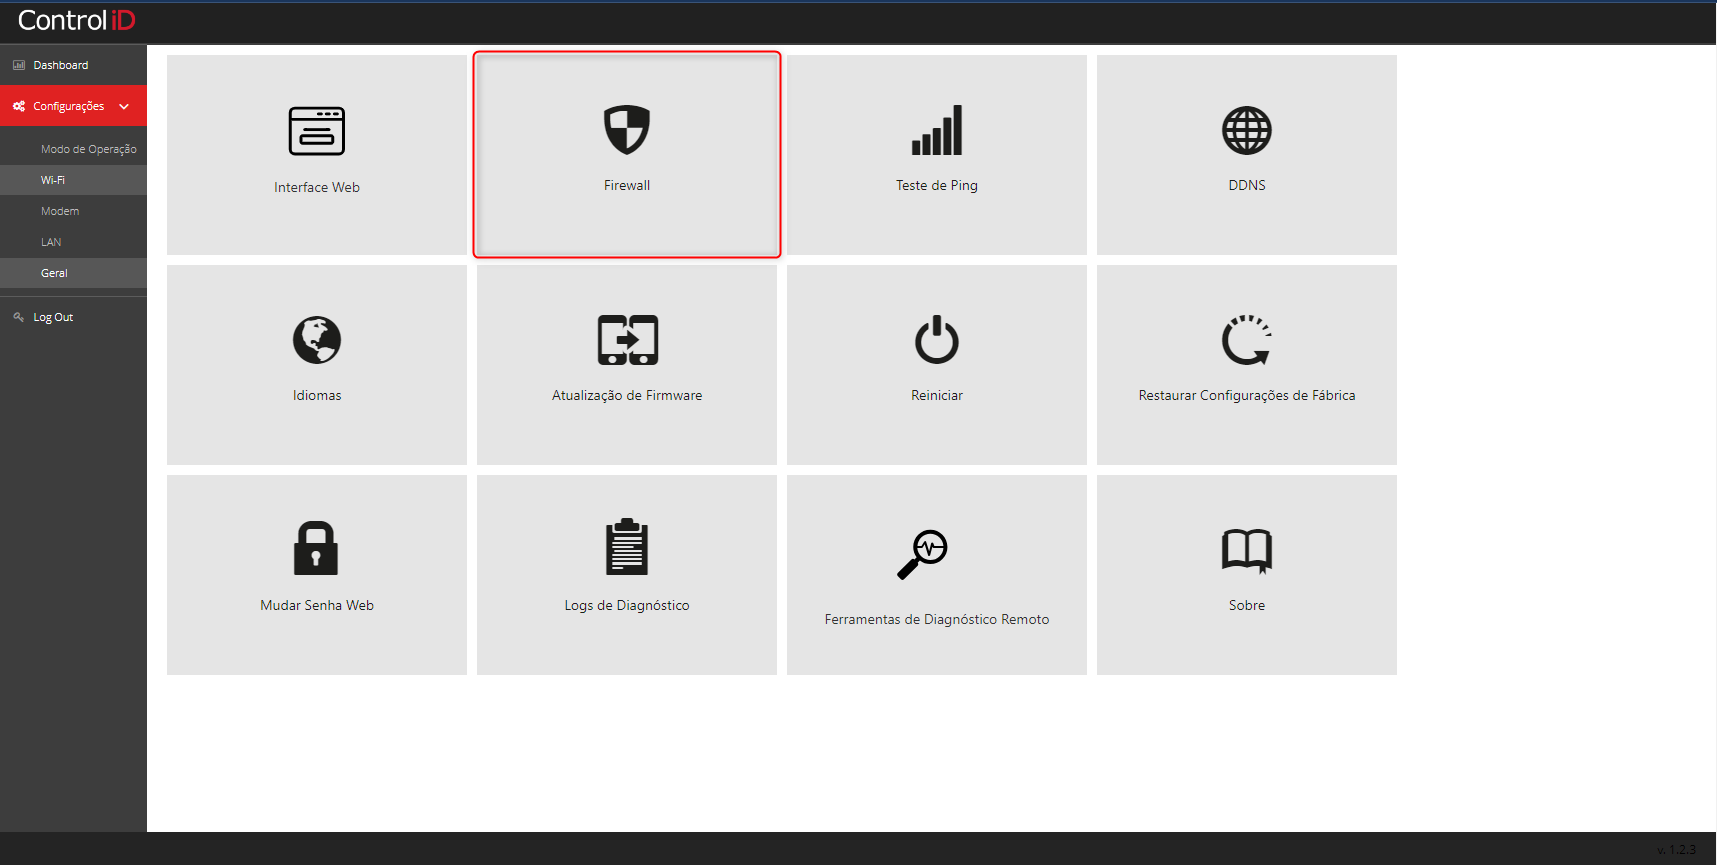 Control iD
Dashboard
Configurações
Modo de Operação
Wi-Fi
Modem
LAN
Geral
Log Out
Interface Web
Firewall
Teste de Ping
DDNS
Idiomas
Atualização de Firmware
Reiniciar
Restaurar Configurações de Fábrica
Mudar Senha Web
Logs de Diagnóstico
Ferramentas de Diagnóstico Remoto
Sobre
v. 1.2.3